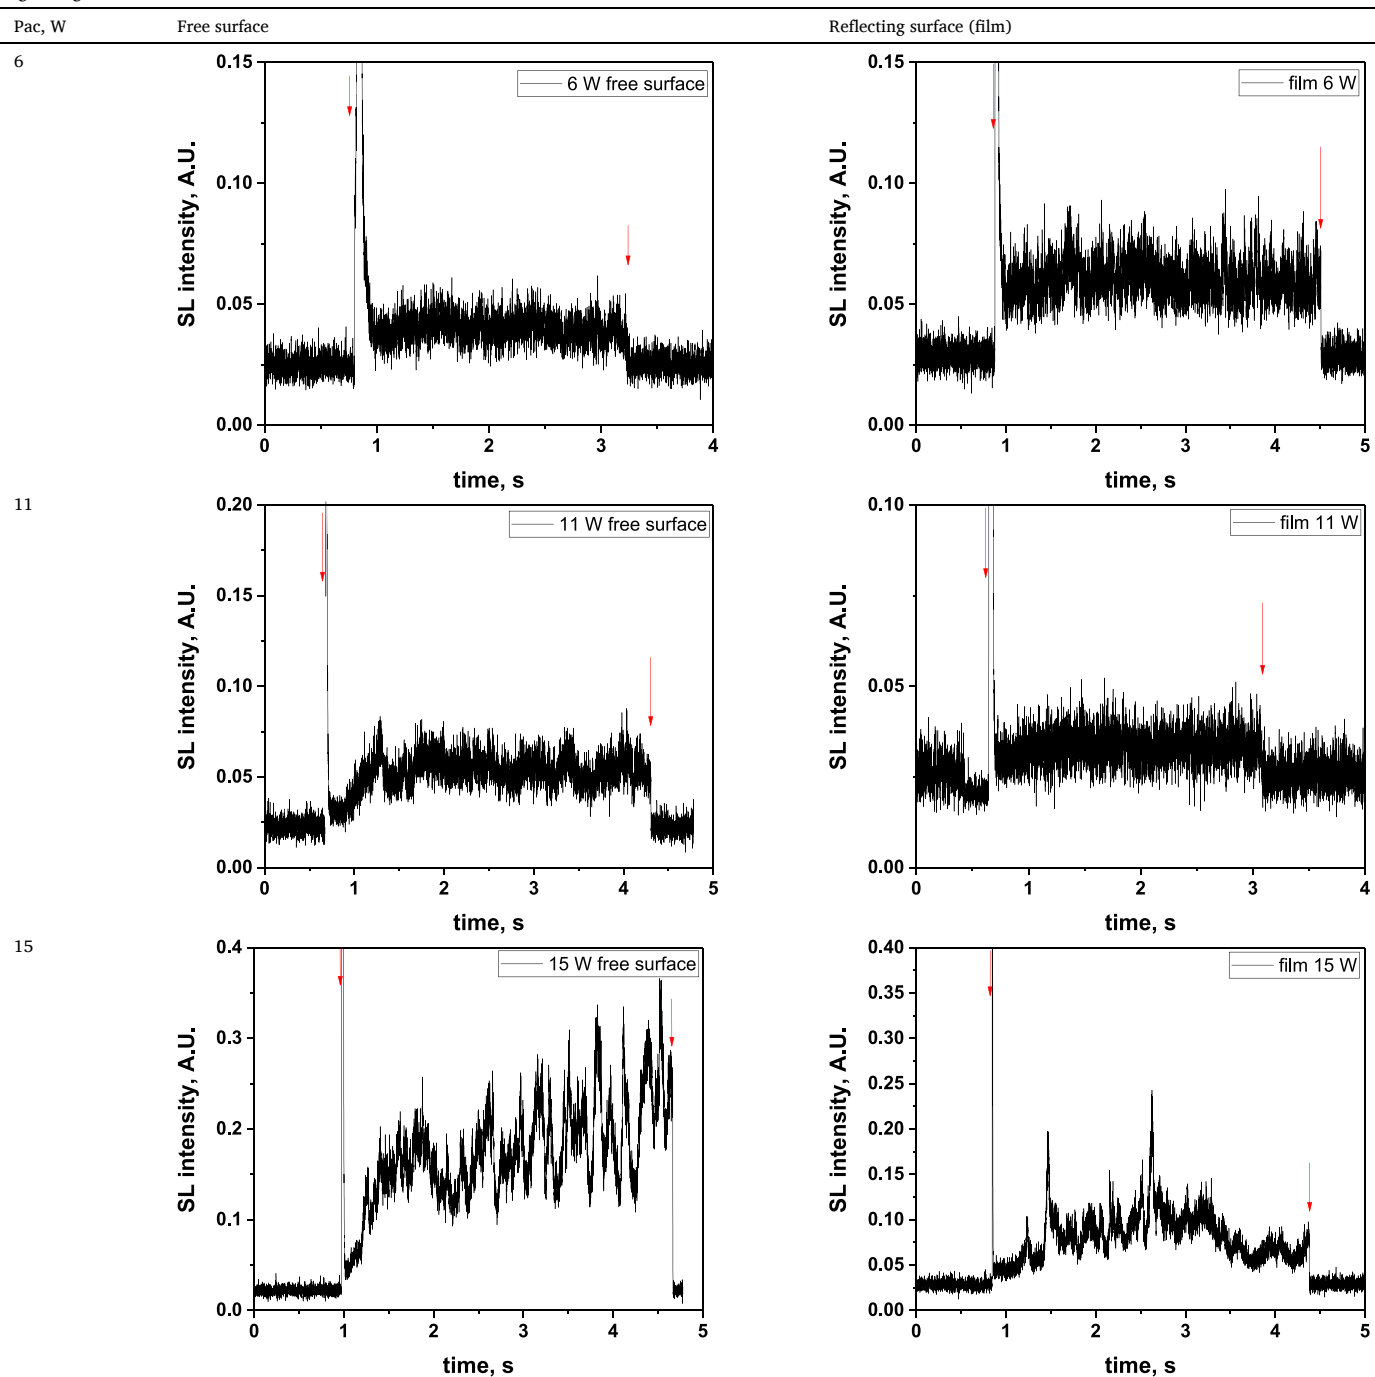 Pac, W Free surface Reflecting surface (film)
6
0.15
0.10
0.05
0.00
SL intensity, A.U.
6 W free surface
0 1 2 3 4
time, s
0.15
0.10
0.05
0.00
SL intensity, A.U.
film 6 W
0 1 2 3 4 5
time, s
11
0.20
0.15
0.10
0.05
0.00
SL intensity, A.U.
11 W free surface
0 1 2 3 4 5
time, s
0.10
0.05
0.00
SL intensity, A.U.
film 11 W
0 1 2 3 4
time, s
15
0.4
0.3
0.2
0.1
0.0
SL intensity, A.U.
15 W free surface
0 1 2 3 4 5
time, s
0.40
0.35
0.30
0.25
0.20
0.15
0.10
0.05
0.00
SL intensity, A.U.
film 15 W
0 1 2 3 4 5
time, s